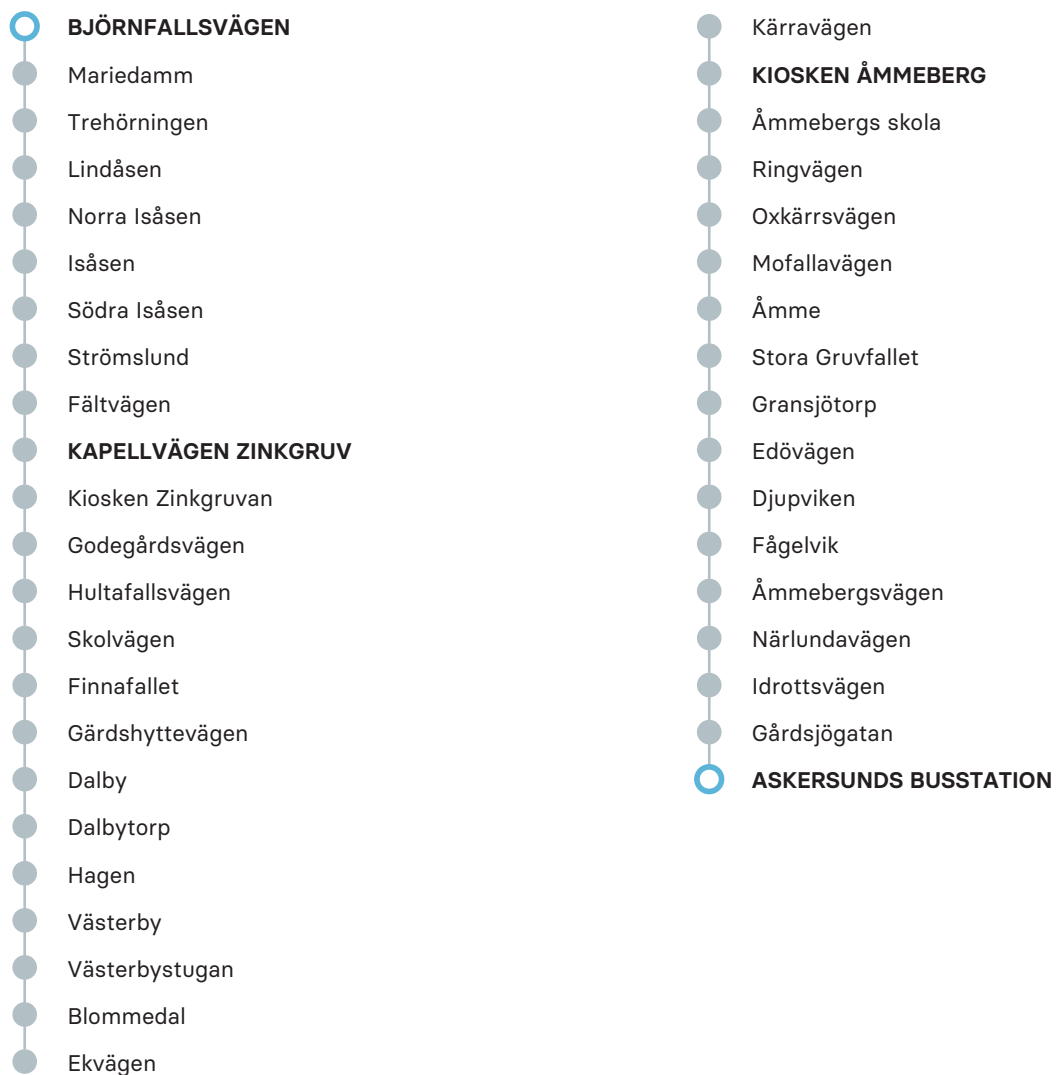 BJÖRNFALLSVÄGEN
Mariedamm
Trehörningen
Lindåsen
Norra Isåsen
Isåsen
Södra Isåsen
Strömslund
Fältvägen
KAPELLVÄGEN ZINKGRUV
Kiosken Zinkgruvan
Godegårdsvägen
Hultafallsvägen
Skolvägen
Finnafallet
Gärdshyttevägen
Dalby
Dalbytorp
Hagen
Västerby
Västerbystugan
Blommedal
Ekvägen
Kärravägen
KIOSKEN ÅMMEBERG
Åmmebergs skola
Ringvägen
Oxkärrsvägen
Mofallavägen
Åmme
Stora Gruvfallet
Gransjötorp
Edövägen
Djupviken
Fågelvik
Åmmebergsvägen
Närlundavägen
Idrottsvägen
Gårdsjögatan
ASKERSUNDS BUSSTATION